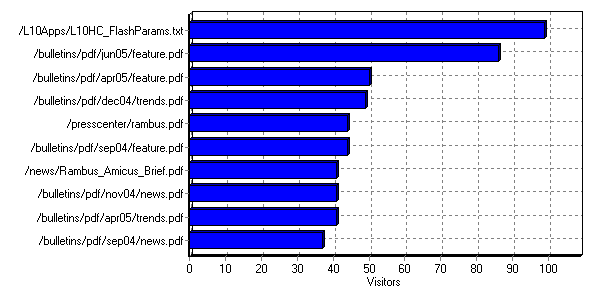 /L10Apps/L10HC_FlashParams.txt
/bulletins/pdf/jun05/feature.pdf
/bulletins/pdf/apr05/feature.pdf
/bulletins/pdf/dec04/trends.pdf
/presscenter/rambus.pdf
/bulletins/pdf/sep04/feature.pdf
/news/Rambus_Amicus_Brief.pdf
/bulletins/pdf/nov04/news.pdf
/bulletins/pdf/apr05/trends.pdf
/bulletins/pdf/sep04/news.pdf
0 10 20 30 40 50 60 70 80 90 100
Visitors